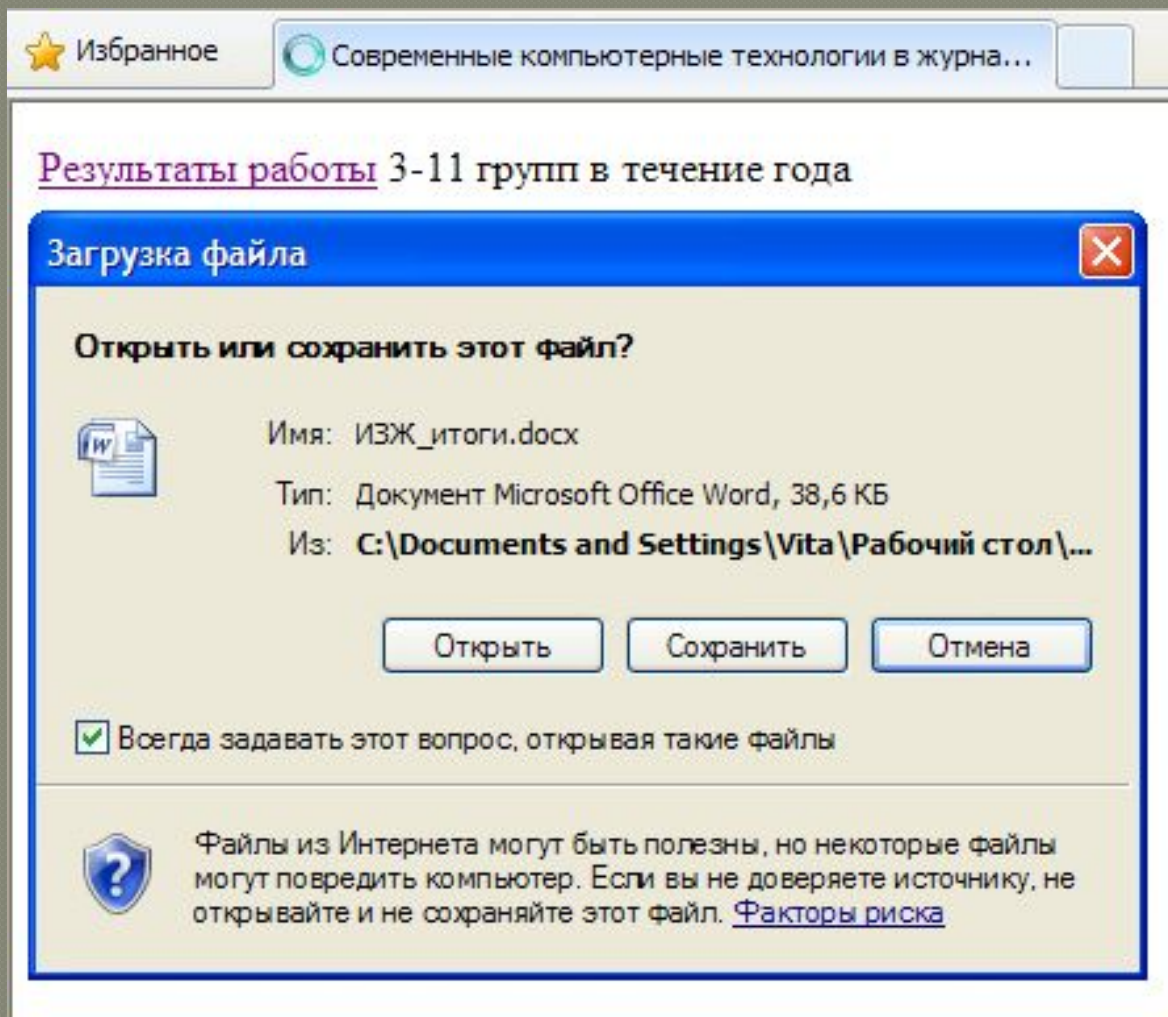 Избранное
Современные компьютерные технологии в журна...
Результаты работы 3-11 групп в течение года
Загрузка файла
Открыть или сохранить этот файл?
Имя: ИЗЖ_итоги.docx
Тип: Документ Microsoft Office Word, 38,6 КБ
Из: C:\Documents and Settings\Vita\Рабочий стол\...
Открыть Сохранить Отмена
Всегда задавать этот вопрос, открывая такие файлы
Файлы из Интернета могут быть полезны, но некоторые файлы
могут повредить компьютер. Если вы не доверяете источнику, не
открывайте и не сохраняйте этот файл. Факторы риска